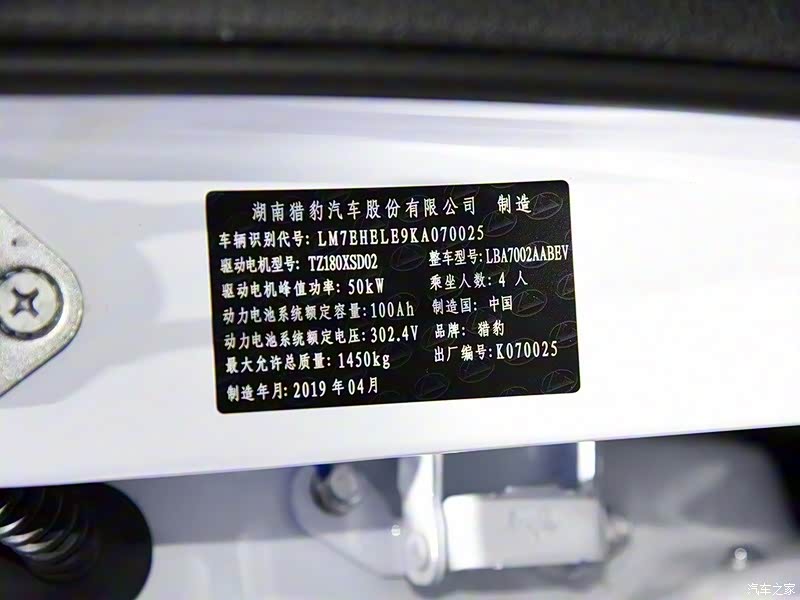 湖南猎豹汽车股份有限公司 制造
车辆识别代号: LM7EHELE9KA070025
驱动电机型号: TZ180XSD02 整车型号: LBA7002AABEV
驱动电机峰值功率: 50kW 乘坐人数: 4 人
动力电池系统额定容量: 100Ah 制造国: 中国
动力电池系统额定电压: 302.4V 品牌: 猎豹
最大允许总质量: 1450kg 出厂编号: K070025
制造年月: 2019 年 04 月
汽车之家